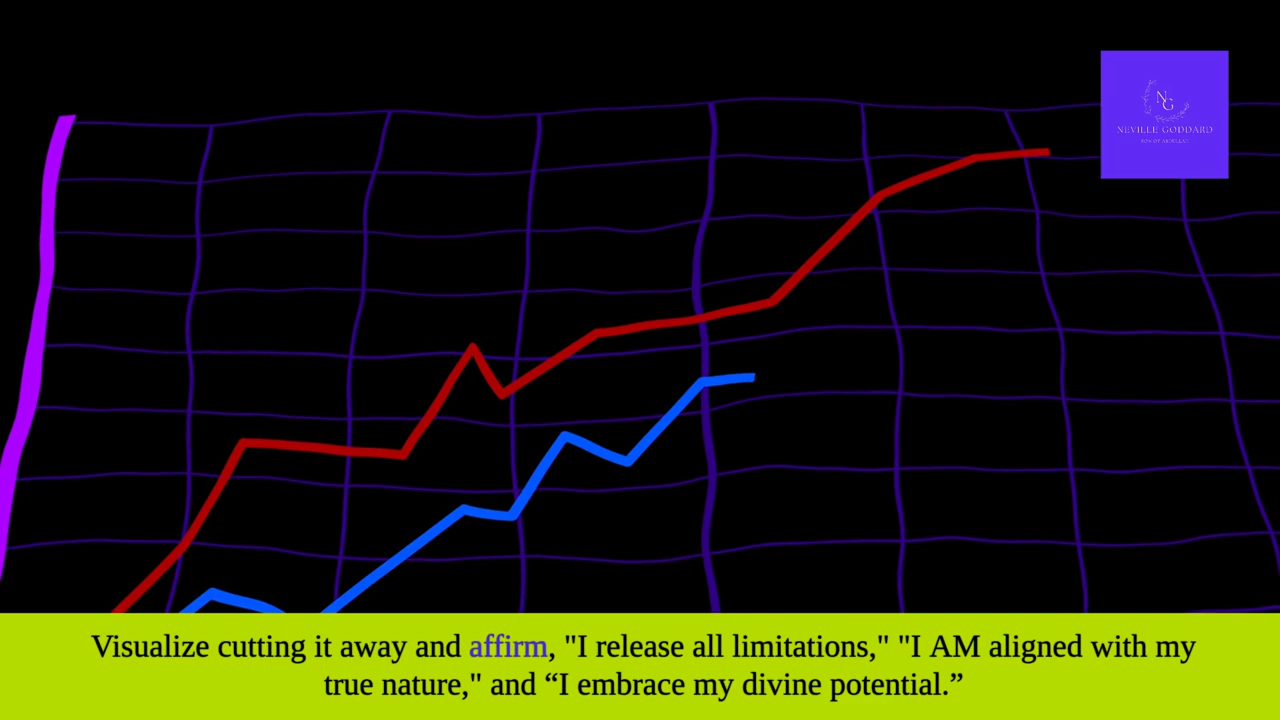 NG
NEVILLE GODDARD
Visualize cutting it away and affirm, "I release all limitations," "I AM aligned with my
true nature," and “I embrace my divine potential.”